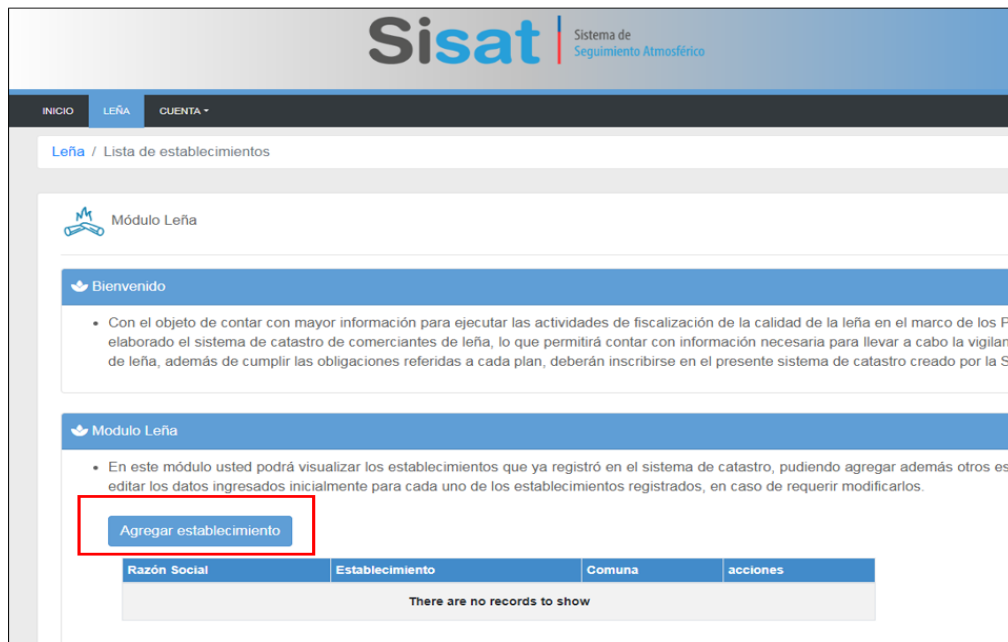 Sisat
Sistema de
Seguimiento Atmosférico
INICIO LEÑA CUENTA
Leña / Lista de establecimientos
Módulo Leña
Bienvenido
• Con el objeto de contar con mayor información para ejecutar las actividades de fiscalización de la calidad de la leña en el marco de los P
elaborado el sistema de catastro de comerciantes de leña, lo que permitirá contar con información necesaria para llevar a cabo la vigilan
de leña, además de cumplir las obligaciones referidas a cada plan, deberán inscribirse en el presente sistema de catastro creado por la S
Modulo Leña
• En este módulo usted podrá visualizar los establecimientos que ya registró en el sistema de catastro, pudiendo agregar además otros es
editar los datos ingresados inicialmente para cada uno de los establecimientos registrados, en caso de requerir modificarlos.
Agregar establecimiento
Razón Social Establecimiento Comuna acciones
There are no records to show